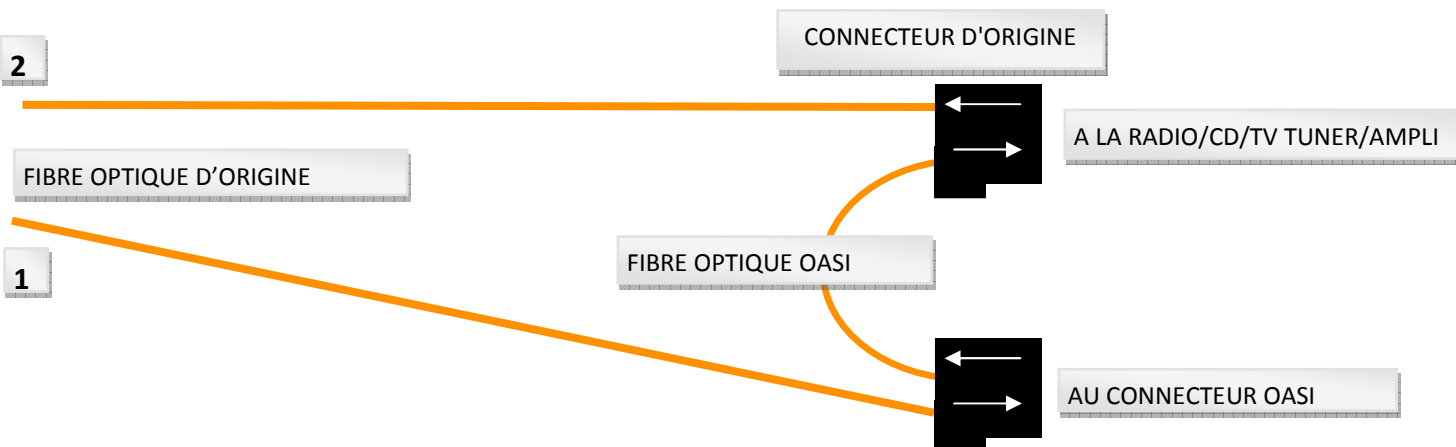 CONNECTEUR D'ORIGINE
2
A LA RADIO/CD/TV TUNER/AMPLI
FIBRE OPTIQUE D’ORIGINE
FIBRE OPTIQUE OASI
1
AU CONNECTEUR OASI